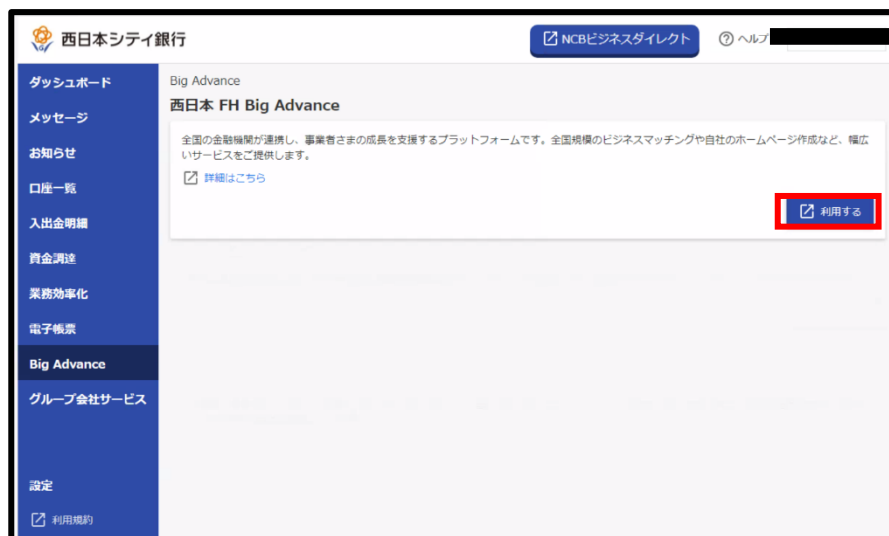 西日本シティ銀行
NCBビジネスダイレクト
ヘルプ
ダッシュボード
メッセージ
お知らせ
口座一覧
入出金明細
資金調達
業務効率化
電子帳票
Big Advance
グループ会社サービス
設定
利用規約
Big Advance
西日本 FH Big Advance
全国の金融機関が連携し、事業者さまの成長を支援するプラットフォームです。全国規模のビジネスマッチングや自社のホームページ作成など、幅広
いサービスをご提供します。
詳細はこちら
利用する